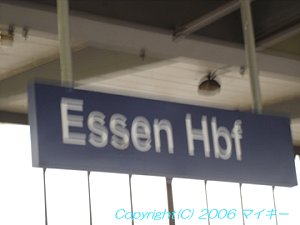 Essen Hbf
Copyright(C) 2006 マイキー